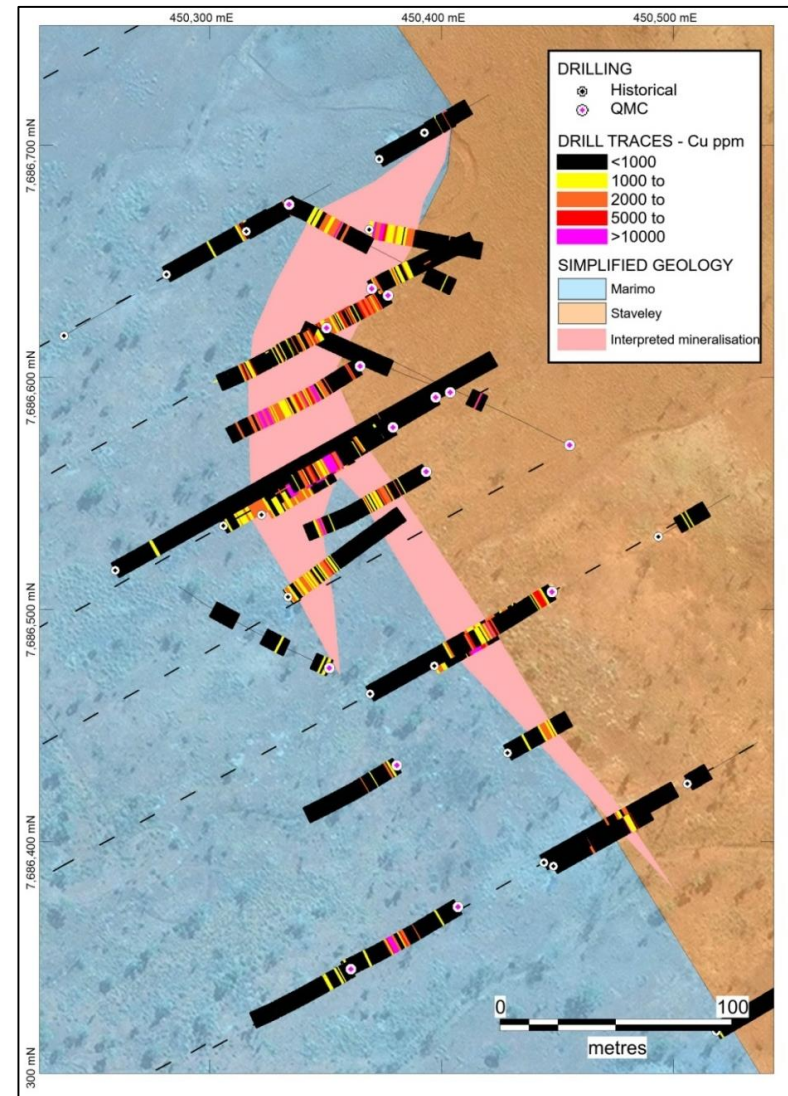 450,300 mE
450,400 mE
450,500 mE
7,686,700 mN
7,686,600 mN
7,686,500 mN
7,686,400 mN
300 mN
DRILLING
Historical
QMC
DRILL TRACES - Cu ppm
<1000
1000 to
2000 to
5000 to
>10000
SIMPLIFIED GEOLOGY
Marimo
Staveley
Interpreted mineralisation
0
100
metres